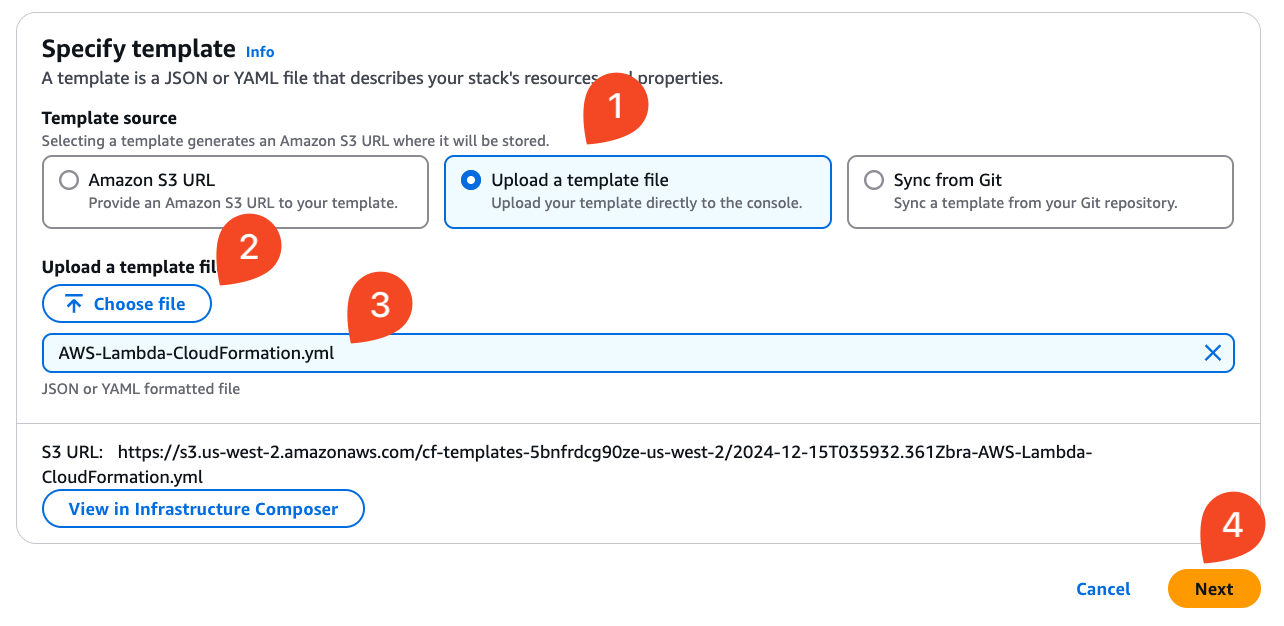 Specify template Info
A template is a JSON or YAML file that describes your stack's resources properties.
1
Template source
Selecting a template generates an Amazon S3 URL where it will be stored.
Amazon S3 URL
Provide an Amazon S3 URL to your template.
Upload a template file
Upload your template directly to the console.
Sync from Git
Sync a template from your Git repository.
2
Upload a template fil
Choose file
3
AWS-Lambda-CloudFormation.yml
JSON or YAML formatted file
S3 URL: https://s3.us-west-2.amazonaws.com/cf-templates-5bnfrdcg90ze-us-west-2/2024-12-15T035932.361Zbra-AWS-Lambda-
CloudFormation.yml
View in Infrastructure Composer
4
Cancel
Next